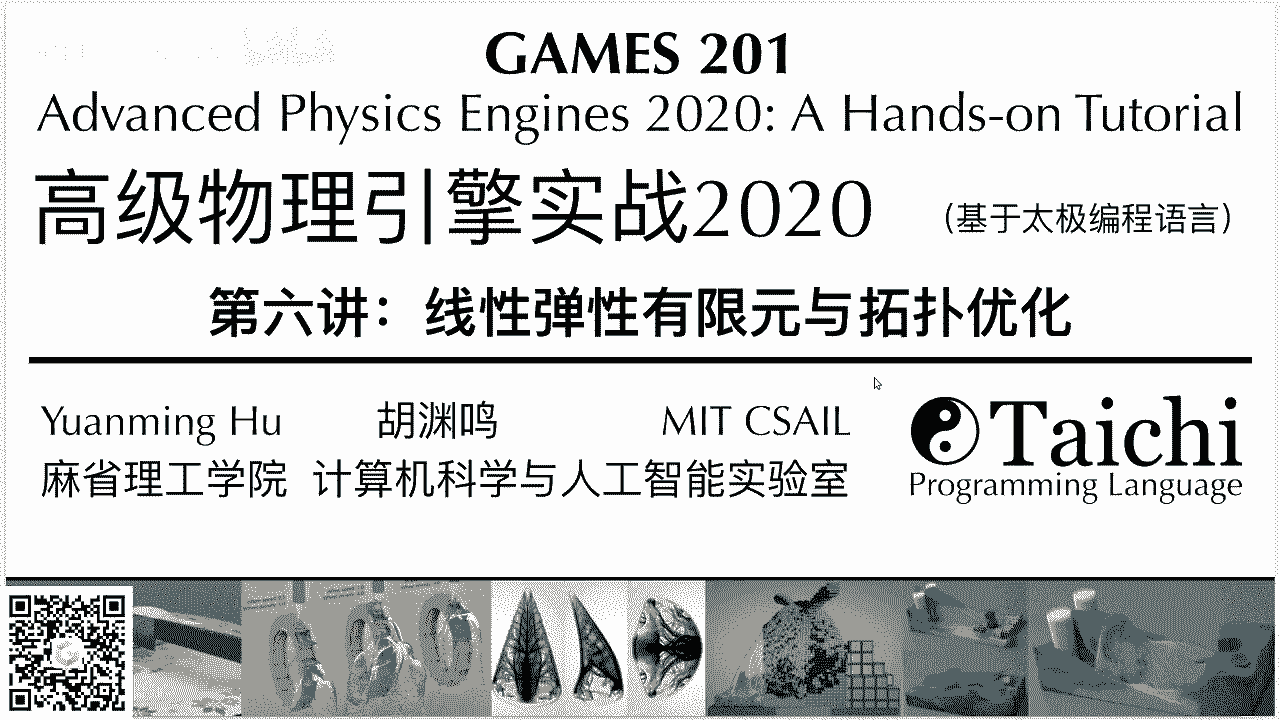 GAMES 201
Advanced Physics Engines 2020: A Hands-on Tutorial
高级物理引擎实战2020 (基于太极编程语言)
第六讲：线性弹性有限元与拓扑优化
Yuanming Hu 胡渊鸣 MIT CSAIL
麻省理工学院 计算机科学与人工智能实验室
Taichi
Programming Language